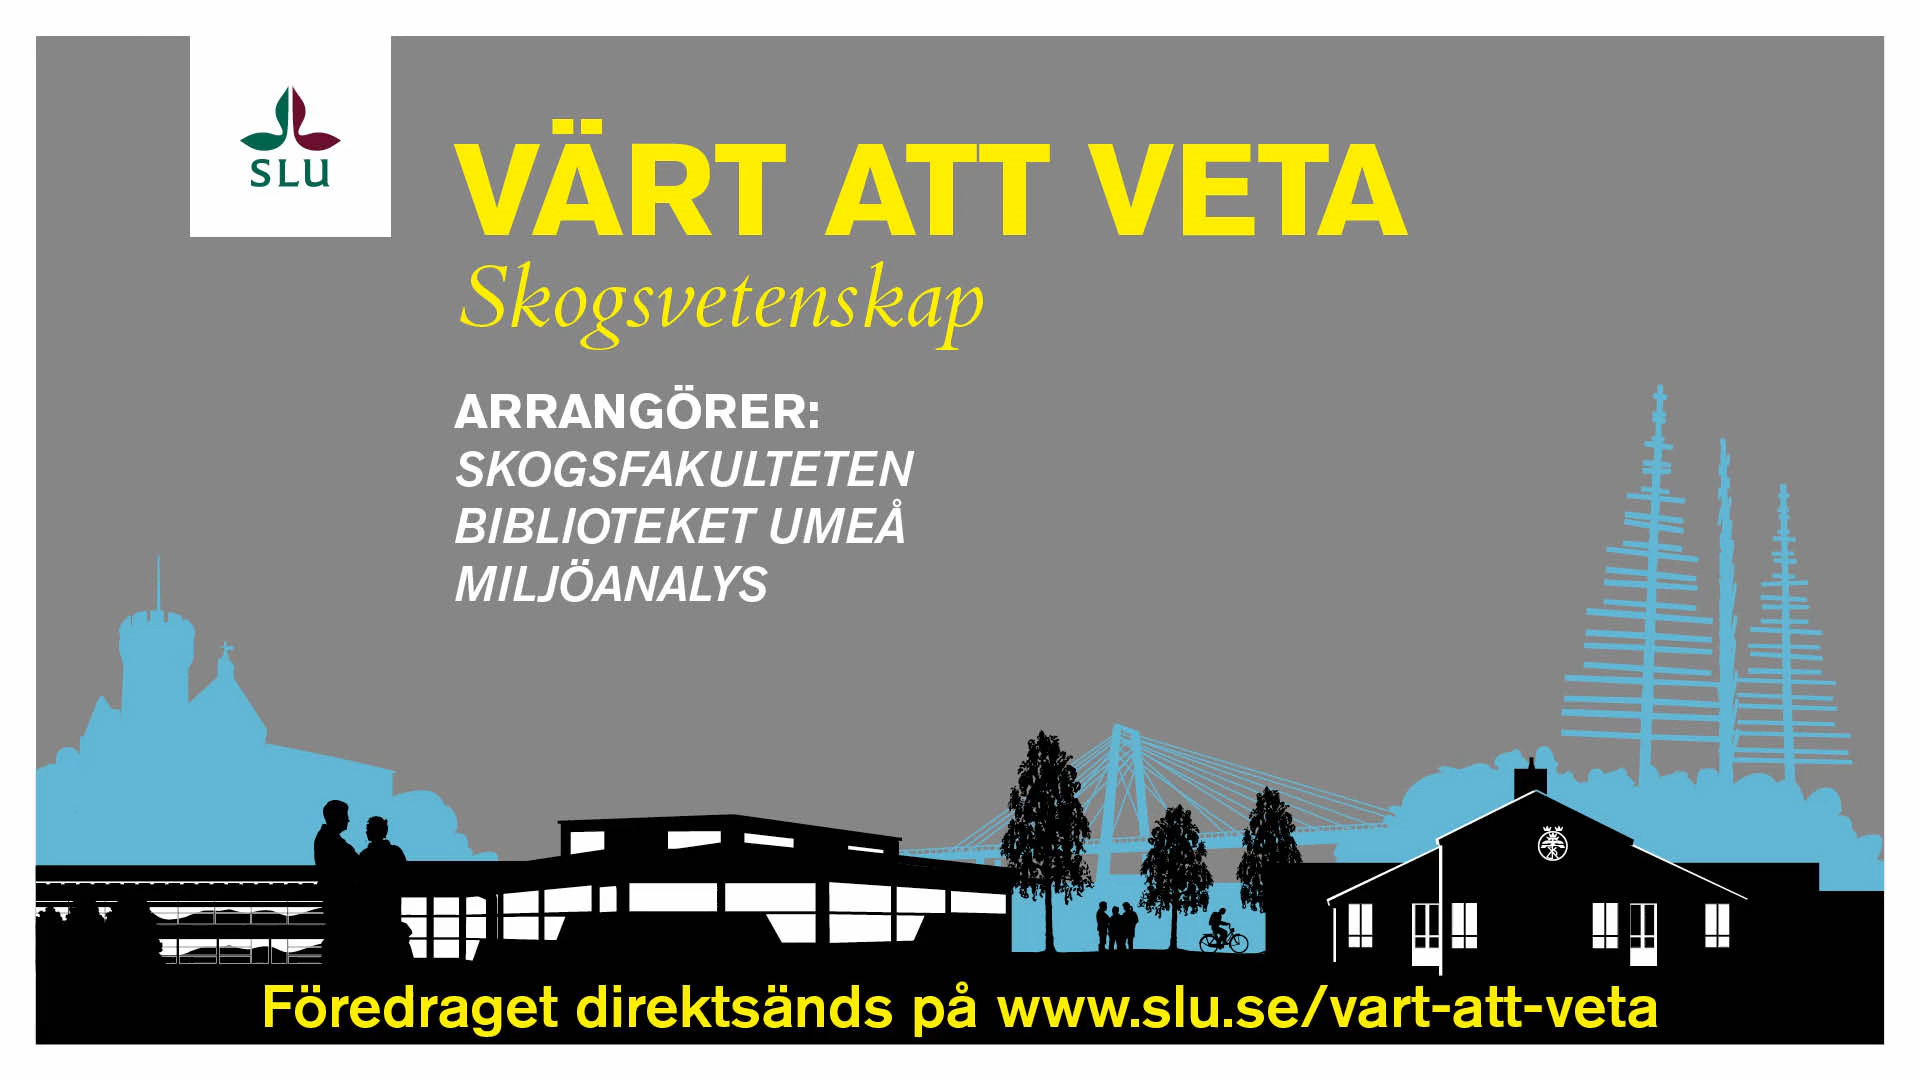 SLU
VÄRT ATT VETA
Skogsvetenskap
ARRANGÖRER:
SKOGSFAKULTETEN
BIBLIOTEKET UMEÅ
MILJÖANALYS
Föredraget direktsänds på www.slu.se/vart-att-veta